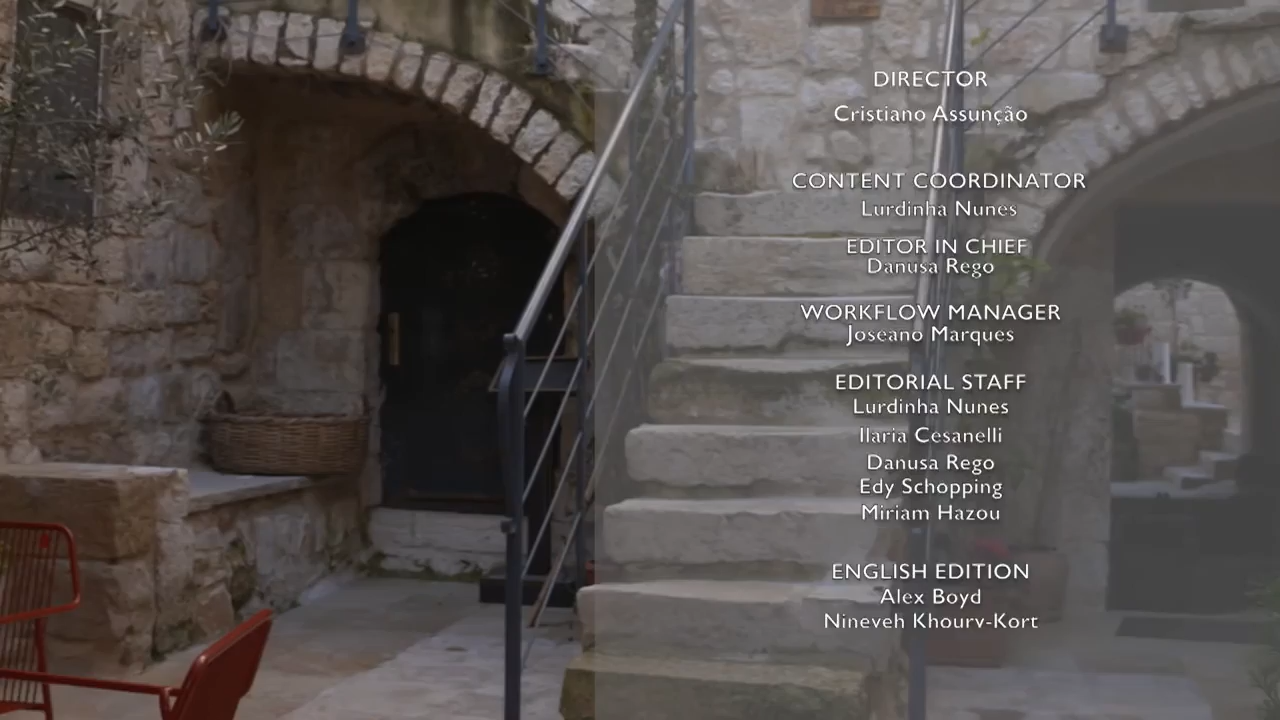 DIRECTOR
Cristiano Assunção
CONTENT COORDINATOR
Lurdinha Nunes
EDITOR IN CHIEF
Danusa Rego
WORKFLOW MANAGER
Joseano Marques
EDITORIAL STAFF
Lurdinha Nunes
Ilaria Cesanelli
Danusa Rego
Edy Schopping
Miriam Hazou
ENGLISH EDITION
Alex Boyd
Nineveh Khoury-Kort